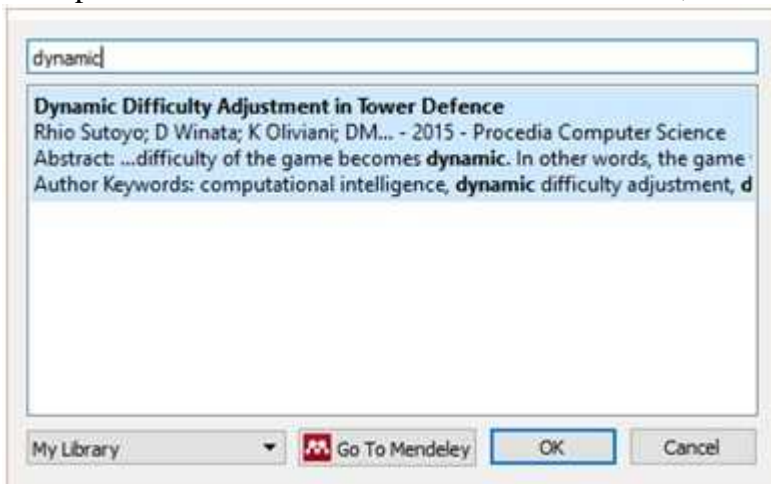 dynamic
Dynamic Difficulty Adjustment in Tower Defence
Rhio Sutoyo; D Winata; K Oliviani; DM... - 2015 - Procedia Computer Science
Abstract: ...difficulty of the game becomes dynamic. In other words, the game
Author Keywords: computational intelligence, dynamic difficulty adjustment, d
My Library
Go To Mendeley
OK
Cancel